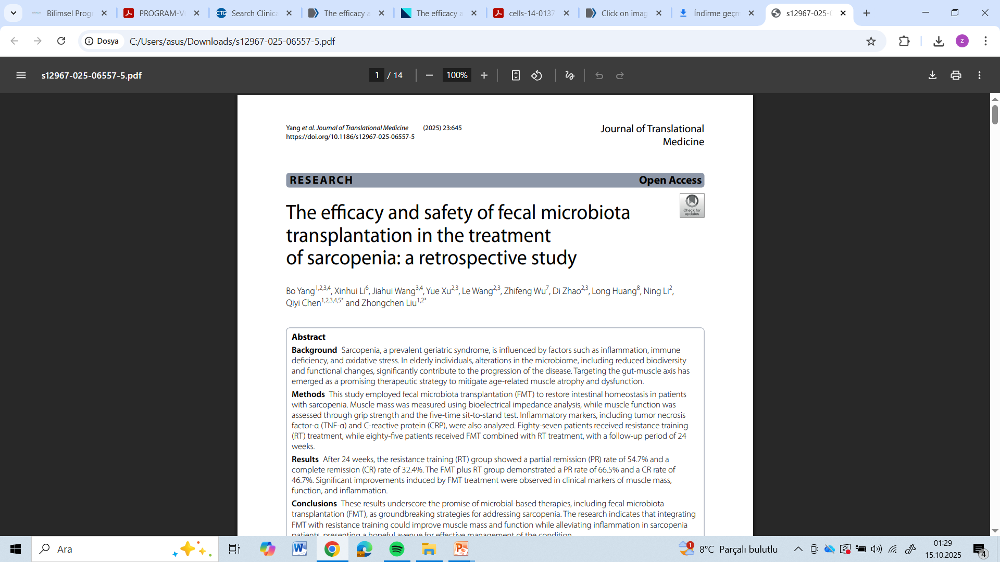 Bilimsel Progr
PROGRAM-V
Search Clinica
The efficacy a
The efficacy a
cells-14-0137
Click on imag
İndirme geçm
s12967-025-0
Dosya
C:/Users/asus/Downloads/s12967-025-06557-5.pdf
z
s12967-025-06557-5.pdf
1 / 14
100%
Yang et al. Journal of Translational Medicine (2025) 23:645
https://doi.org/10.1186/s12967-025-06557-5
Journal of Translational
Medicine
RESEARCH
Open Access
Check for
updates
The efficacy and safety of fecal microbiota
transplantation in the treatment
of sarcopenia: a retrospective study
Bo Yang1,2,3,4, Xinhui Li6, Jiahui Wang3,4, Yue Xu2,3, Le Wang2,3, Zhifeng Wu7, Di Zhao2,3, Long Huang8, Ning Li2,
Qiyi Chen1,2,3,4,5* and Zhongchen Liu1,2*
Abstract
Background Sarcopenia, a prevalent geriatric syndrome, is influenced by factors such as inflammation, immune
deficiency, and oxidative stress. In elderly individuals, alterations in the microbiome, including reduced biodiversity
and functional changes, significantly contribute to the progression of the disease. Targeting the gut-muscle axis has
emerged as a promising therapeutic strategy to mitigate age-related muscle atrophy and dysfunction.
Methods This study employed fecal microbiota transplantation (FMT) to restore intestinal homeostasis in patients
with sarcopenia. Muscle mass was measured using bioelectrical impedance analysis, while muscle function was
assessed through grip strength and the five-time sit-to-stand test. Inflammatory markers, including tumor necrosis
factor-α (TNF-α) and C-reactive protein (CRP), were also analyzed. Eighty-seven patients received resistance training
(RT) treatment, while eighty-five patients received FMT combined with RT treatment, with a follow-up period of 24
weeks.
Results After 24 weeks, the resistance training (RT) group showed a partial remission (PR) rate of 54.7% and a
complete remission (CR) rate of 32.4%. The FMT plus RT group demonstrated a PR rate of 66.5% and a CR rate of
46.7%. Significant improvements induced by FMT treatment were observed in clinical markers of muscle mass,
function, and inflammation.
Conclusions These results underscore the promise of microbial-based therapies, including fecal microbiota
transplantation (FMT), as groundbreaking strategies for addressing sarcopenia. The research indicates that integrating
FMT with resistance training could improve muscle mass and function while alleviating inflammation in sarcopenia
patients, presenting a hopeful avenue for effective management of the condition.
Ara
1
8°C Parçalı bulutlu
01:29
15.10.2025
4